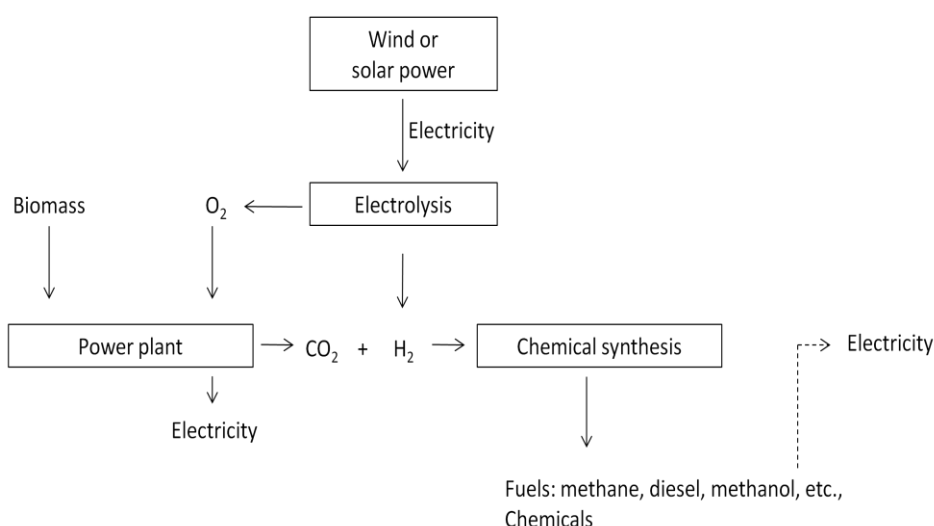 Wind or
solar power
Electricity
Biomass
O₂
Electrolysis
Power plant
CO₂ + H₂
Chemical synthesis
Electricity
Electricity
Fuels: methane, diesel, methanol, etc.,
Chemicals